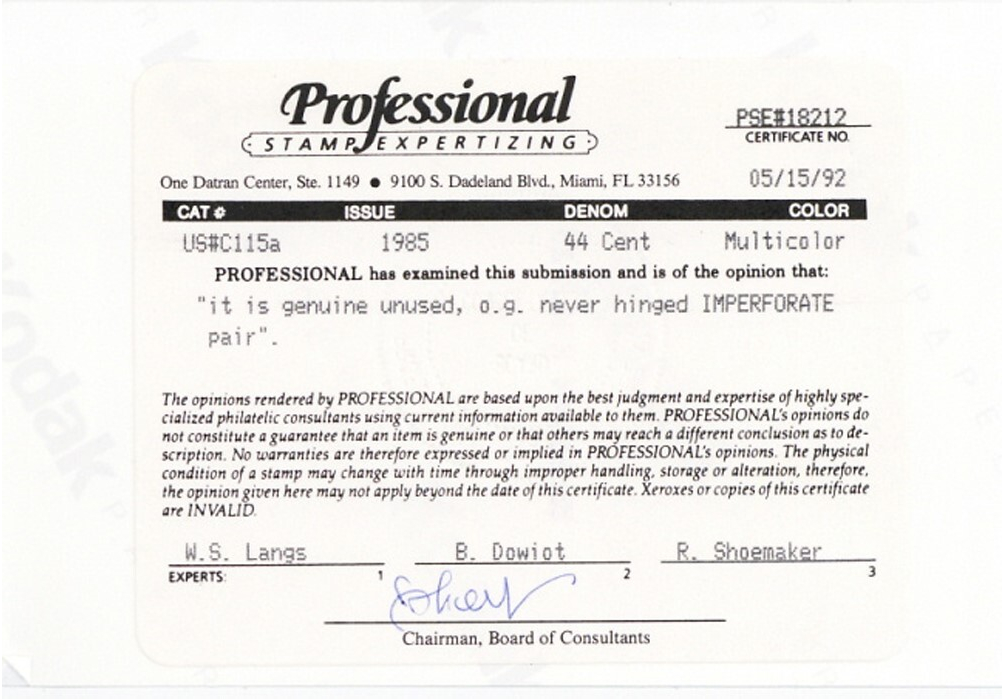 Professional
STAMP EXPERTIZING
PSE#18212
CERTIFICATE NO.
One Datran Center, Ste. 1149 ● 9100 S. Dadeland Blvd., Miami, FL 33156
05/15/92
CAT # ISSUE DENOM COLOR
US#C115a 1985 44 Cent Multicolor
PROFESSIONAL has examined this submission and is of the opinion that:
"it is genuine unused, o.g. never hinged IMPERFORATE
pair".
The opinions rendered by PROFESSIONAL are based upon the best judgment and expertise of highly spe-
cialized philatelic consultants using current information available to them. PROFESSIONAL's opinions do
not constitute a guarantee that an item is genuine or that others may reach a different conclusion as to de-
scription. No warranties are therefore expressed or implied in PROFESSIONAL's opinions. The physical
condition of a stamp may change with time through improper handling, storage or alteration, therefore,
the opinion given here may not apply beyond the date of this certificate. Xeroxes or copies of this certificate
are INVALID.
W.S. Langs B. Dowiot R. Shoemaker
EXPERTS: 1 2 3
Chairman, Board of Consultants
Kodak